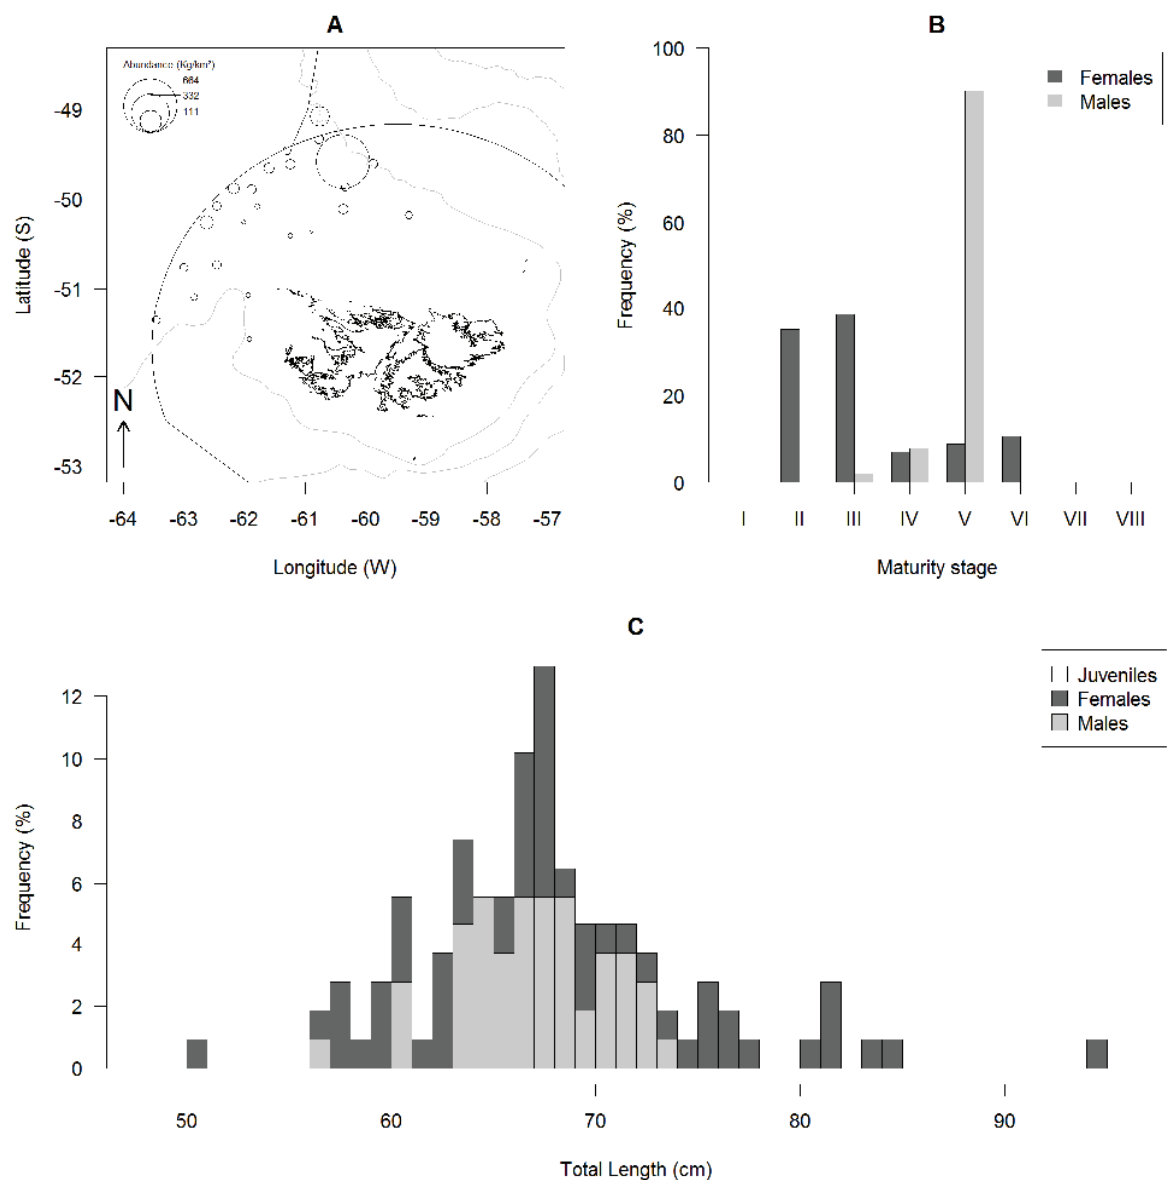 A
Abundance (Kg/km²)
664
332
111
-49
-50
-51
-52
-53
Latitude (S)
N
-64 -63 -62 -61 -60 -59 -58 -57
Longitude (W)
B
100
80
60
40
20
0
Frequency (%)
Females
Males
I II III IV V VI VII VIII
Maturity stage
C
Juveniles
Females
Males
12
10
8
6
4
2
0
Frequency (%)
50 60 70 80 90
Total Length (cm)